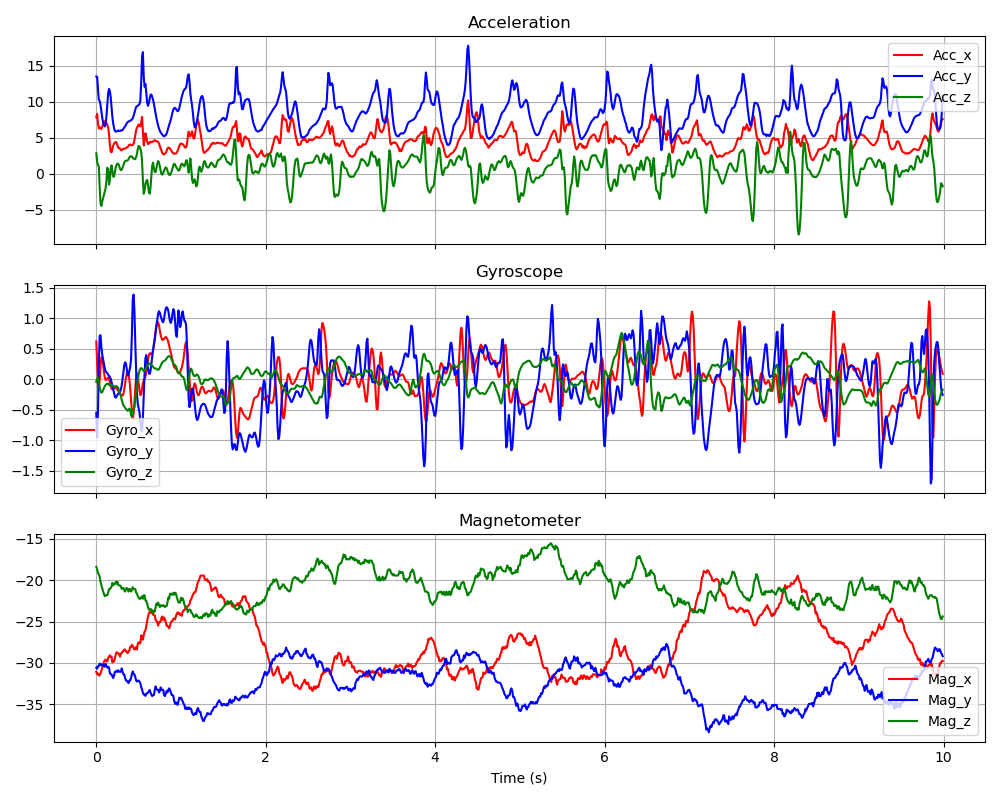 Acceleration
15
10
5
0
−5
Acc_x
Acc_y
Acc_z
Gyroscope
1.5
1.0
0.5
0.0
−0.5
−1.0
−1.5
Gyro_x
Gyro_y
Gyro_z
Magnetometer
−15
−20
−25
−30
−35
Mag_x
Mag_y
Mag_z
0 2 4 6 8 10
Time (s)